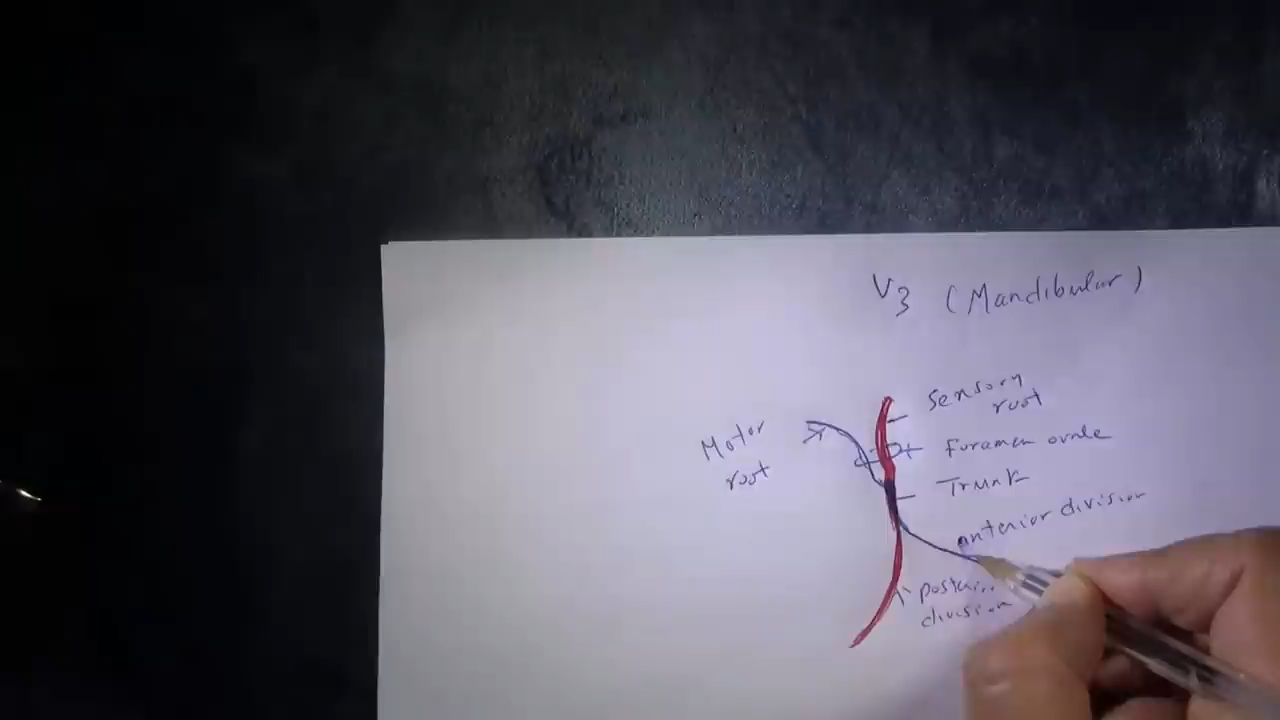 V3 (Mandibular)
Sensory
root
Motor
root
Foramen ovale
Trunk
anterior division
division